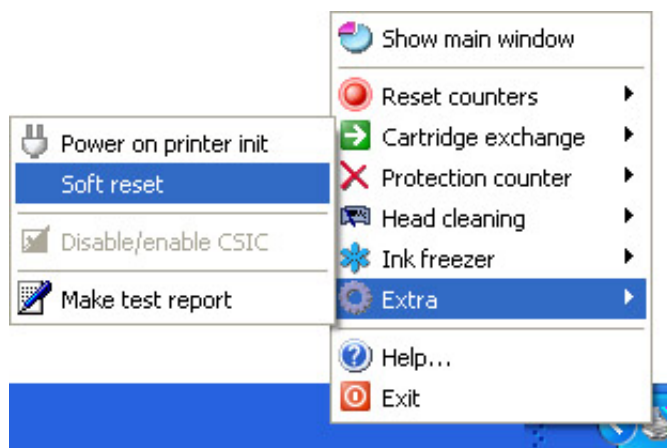 Show main window
Reset counters
Cartridge exchange
Protection counter
Head cleaning
Ink freezer
Extra
Help...
Exit
Power on printer init
Soft reset
Disable/enable CSIC
Make test report